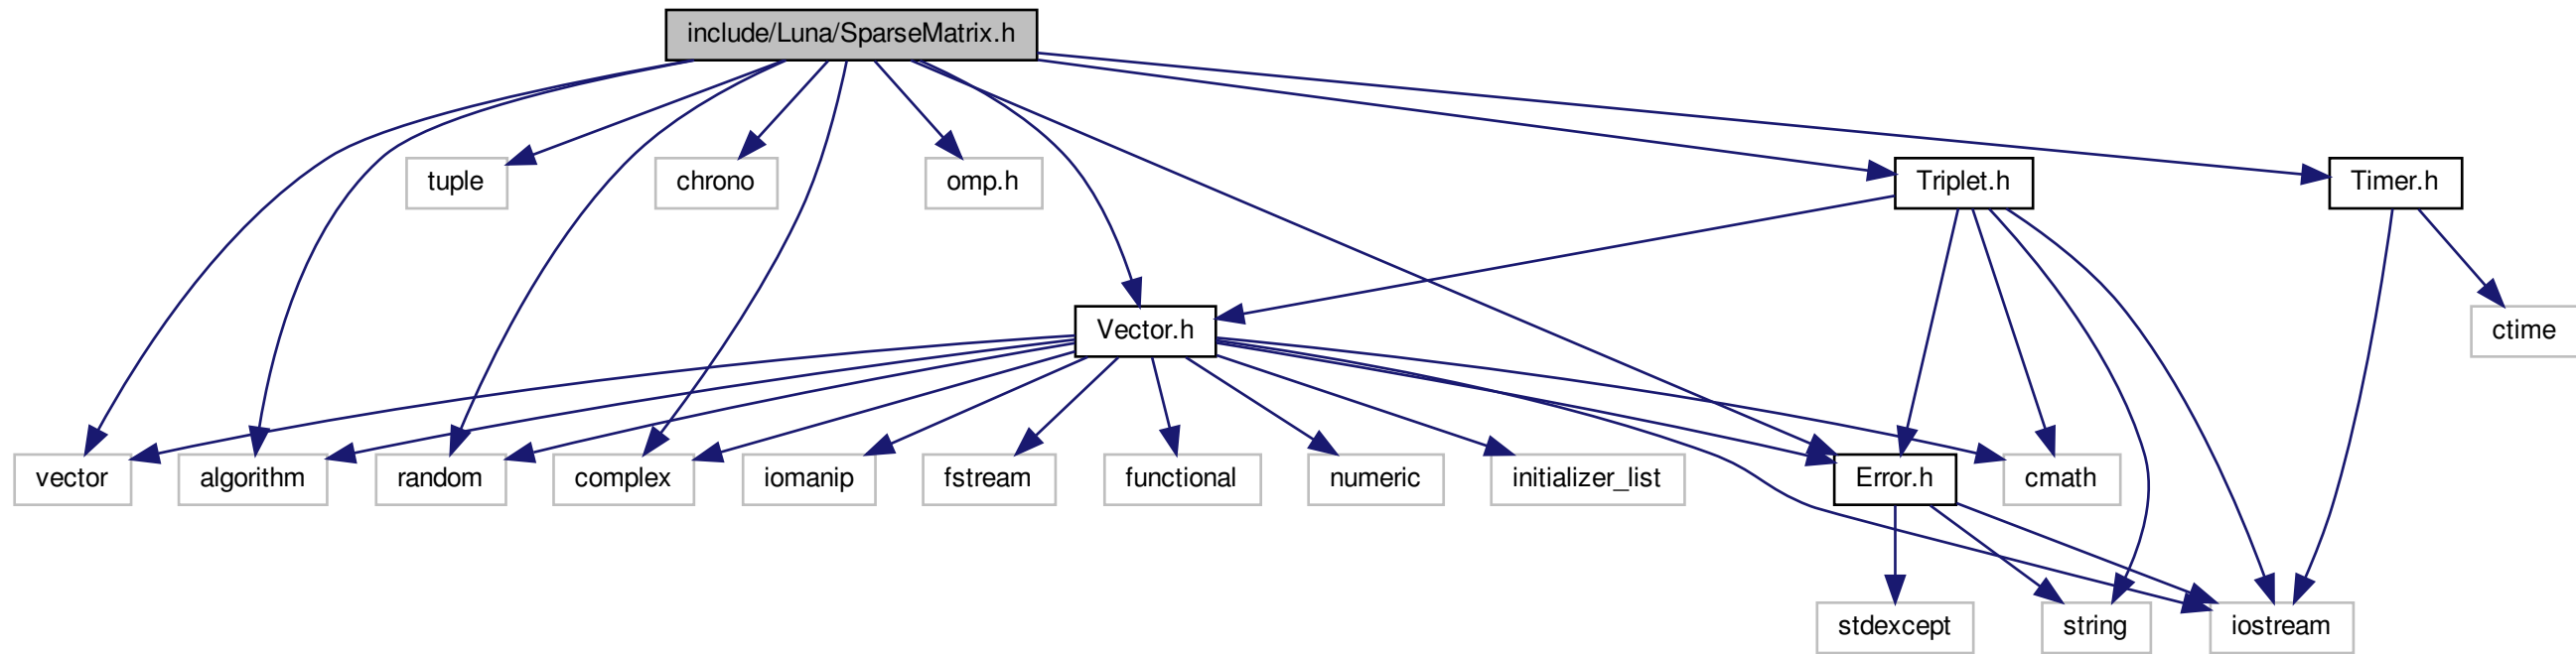 include/Luna/SparseMatrix.h
tuple
chrono
omp.h
Triplet.h
Timer.h
Vector.h
ctime
vector
algorithm
random
complex
iomanip
fstream
functional
numeric
initializer_list
Error.h
cmath
stdexcept
string
iostream